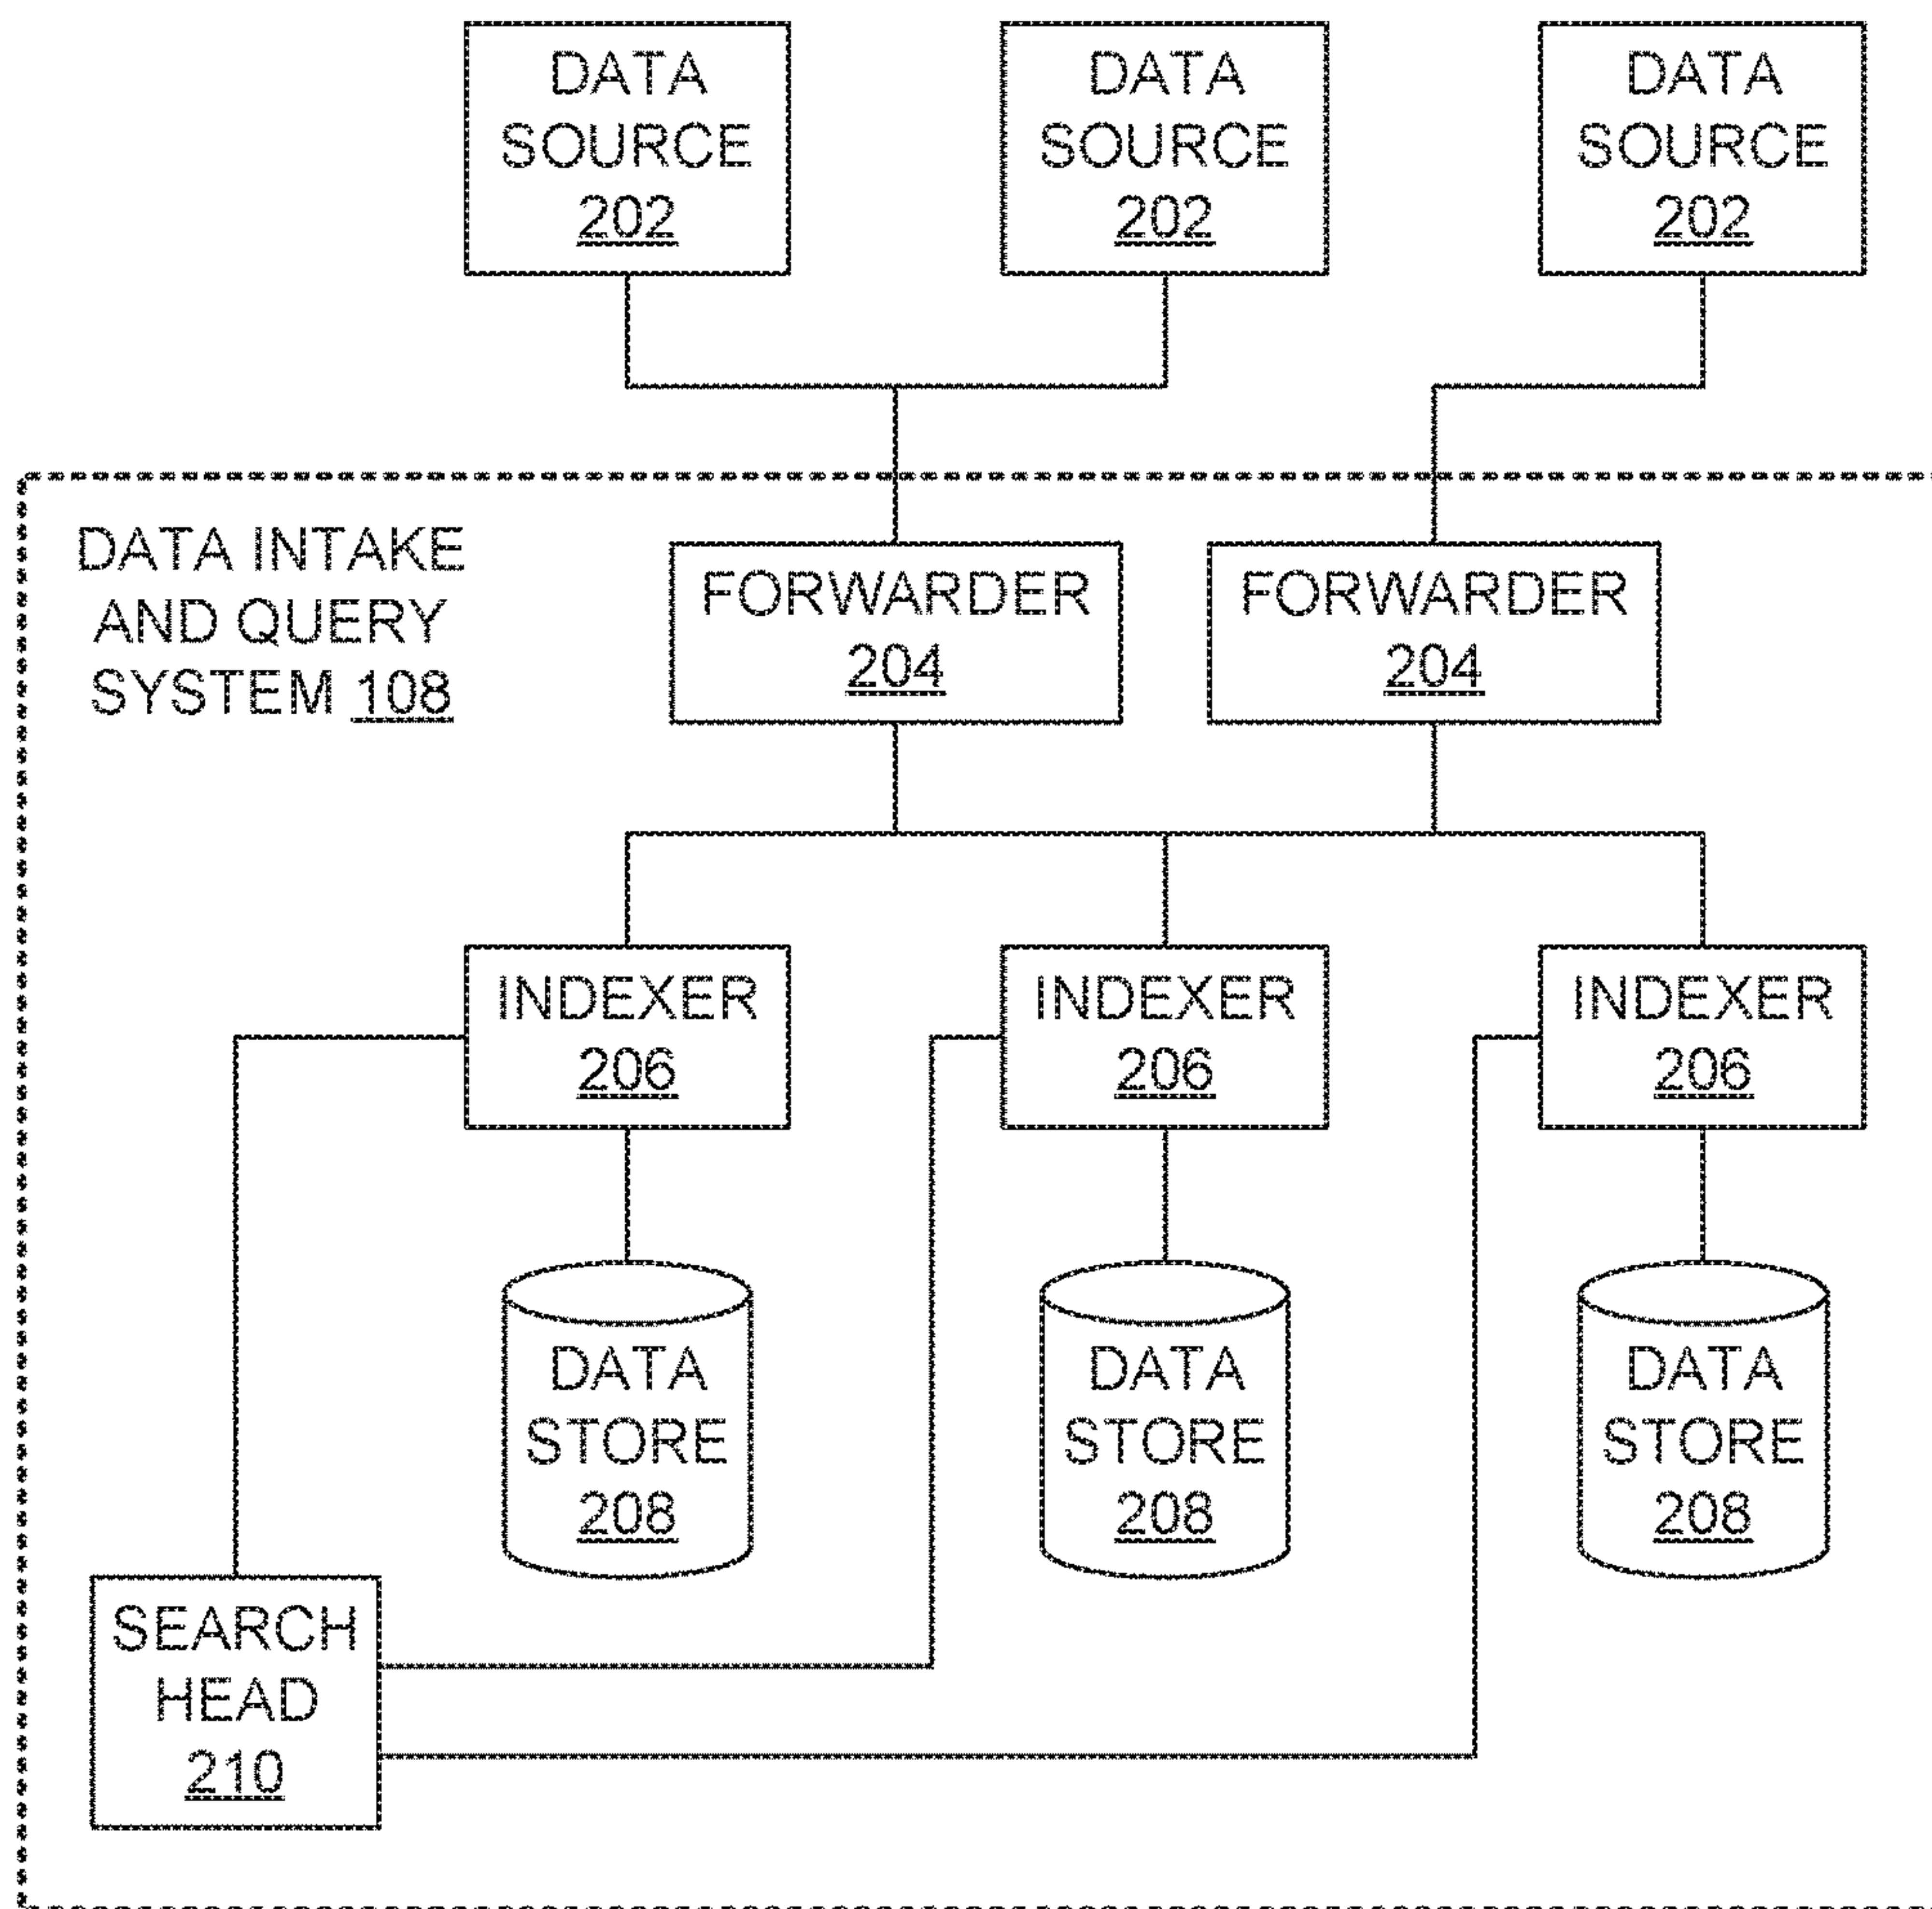 DATA
SOURCE
202
DATA
SOURCE
202
DATA
SOURCE
202
DATA INTAKE
AND QUERY
SYSTEM 108
FORWARDER
204
FORWARDER
204
INDEXER
206
INDEXER
206
INDEXER
206
DATA
STORE
208
DATA
STORE
208
DATA
STORE
208
SEARCH
HEAD
210